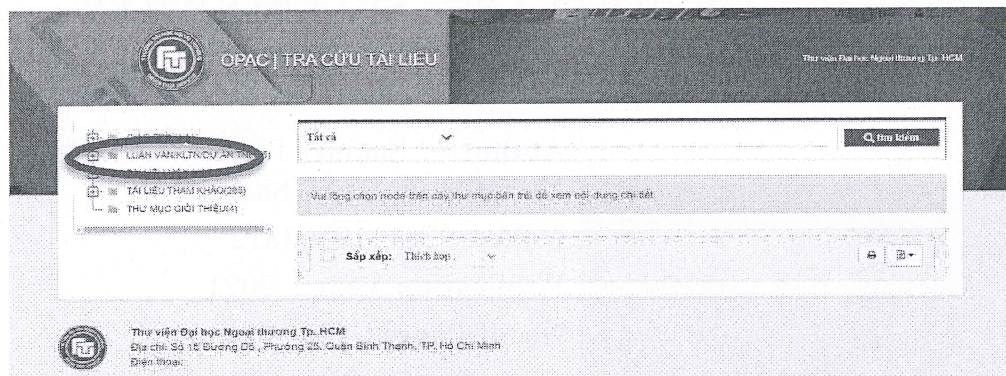 OPAC | TRA CỨU TÀI LIỆU
Thư viện Đại học Ngoại thương Tp. HCM
Tất cả
Tìm kiếm
LUẬN VĂN/KLTN/DỰ ÁN
TÀI LIỆU THAM KHẢO(285)
THƯ MỤC GIỚI THIỆU(4)
Vui lòng chọn node trên cây thư mục bên trái để xem nội dung chi tiết
Sắp xếp: Thích hợp
Thư viện Đại học Ngoại thương Tp. HCM
Địa chỉ: Số 15 Đường D5 , Phường 25, Quận Bình Thạnh, TP. Hồ Chí Minh
Điện thoại: